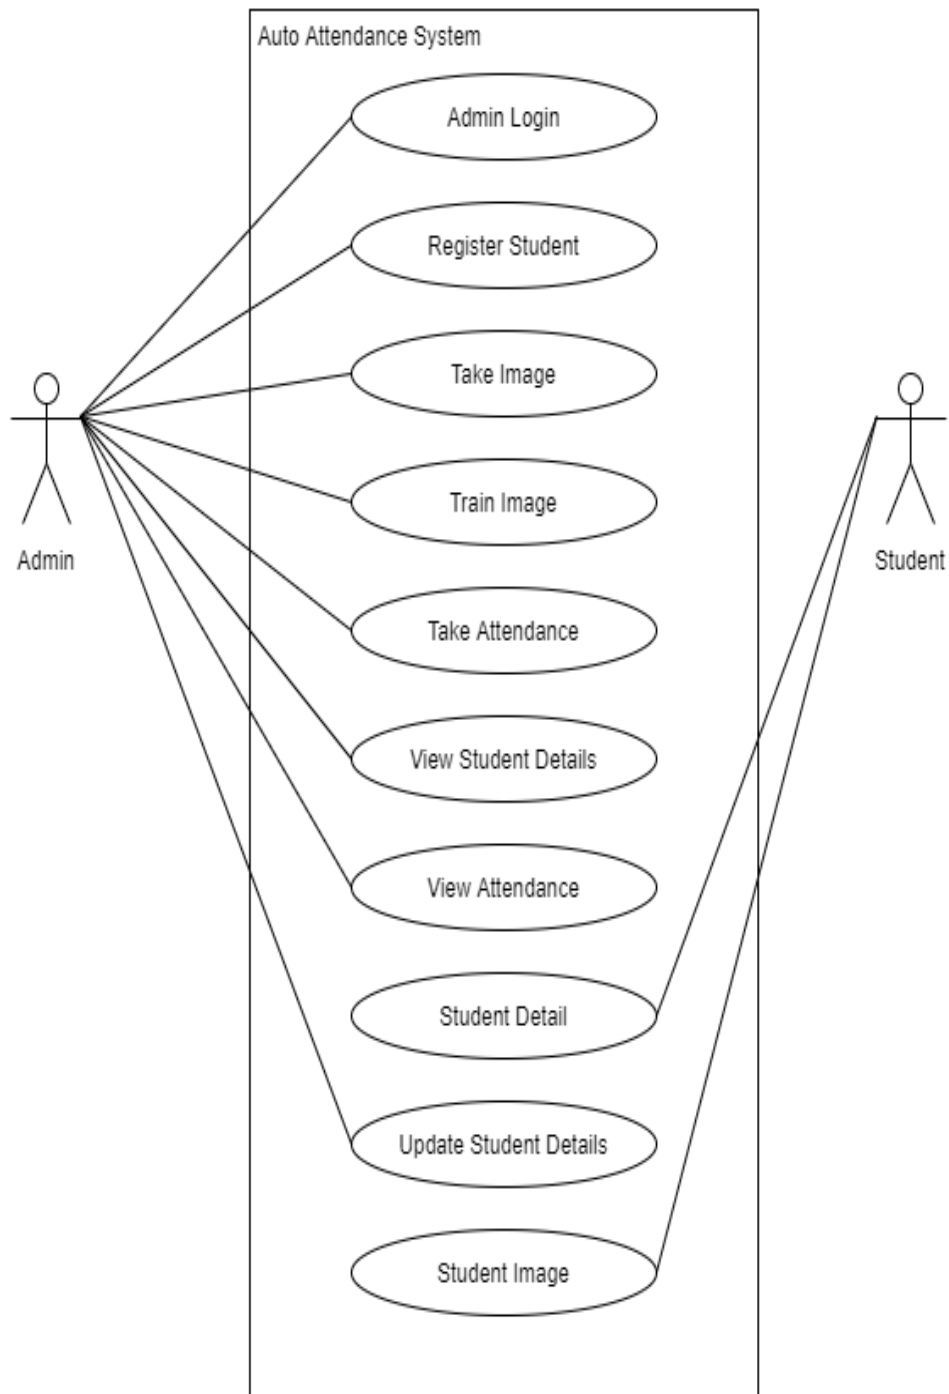 Auto Attendance System
Admin Login
Register Student
Take Image
Train Image
Admin
Student
Take Attendance
View Student Details
View Attendance
Student Detail
Update Student Details
Student Image